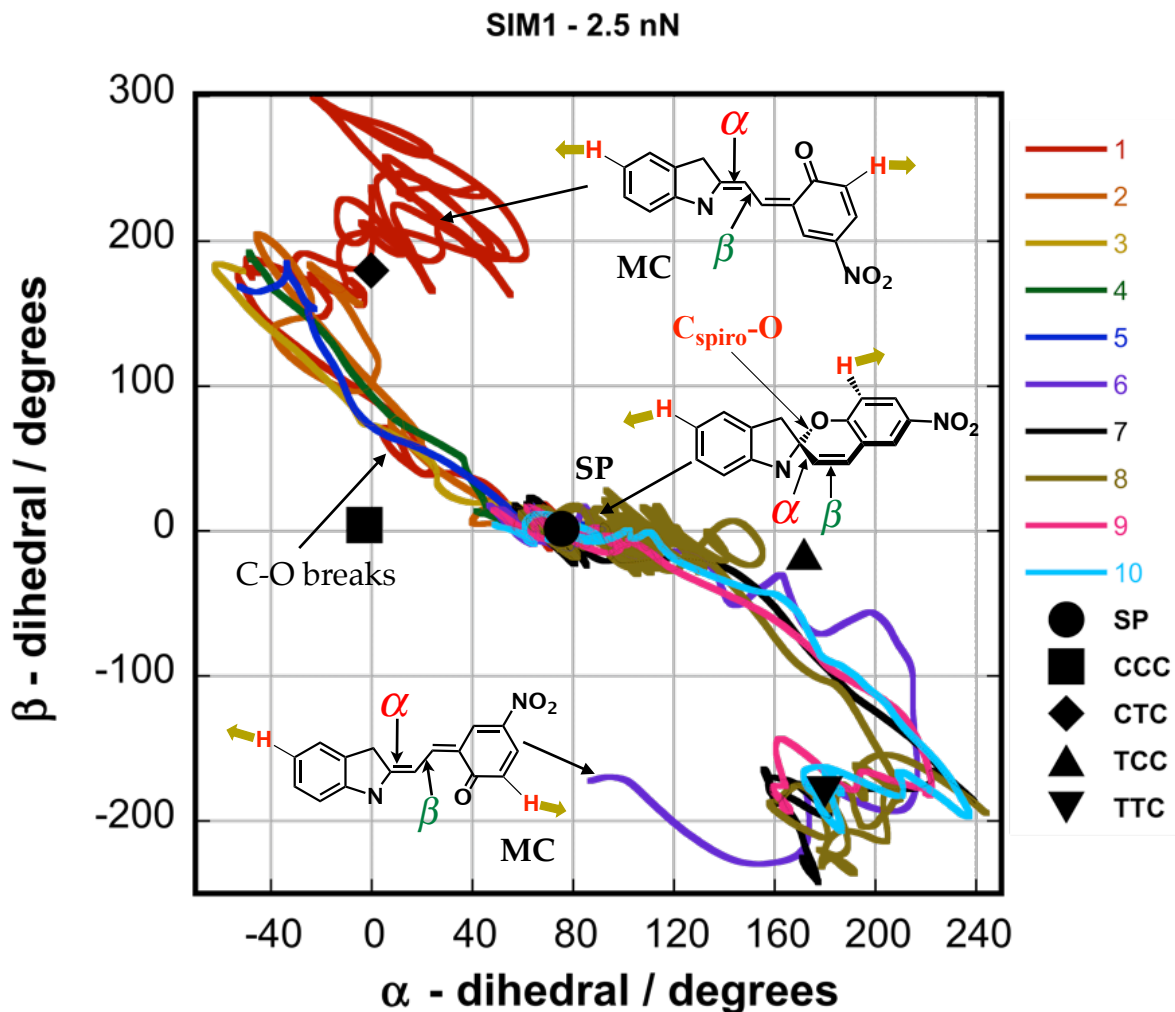 SIM1 - 2.5 nN
β - dihedral / degrees
300
200
100
0
-100
-200
-40
0
40
80
120
160
200
240
α - dihedral / degrees
α
H
O
H
N
β
MC
NO₂
C_spiro-O
H
H
O
NO₂
SP
N
α
β
C-O breaks
α
NO₂
H
N
β
O
H
MC
1
2
3
4
5
6
7
8
9
10
SP
CCC
CTC
TCC
TTC